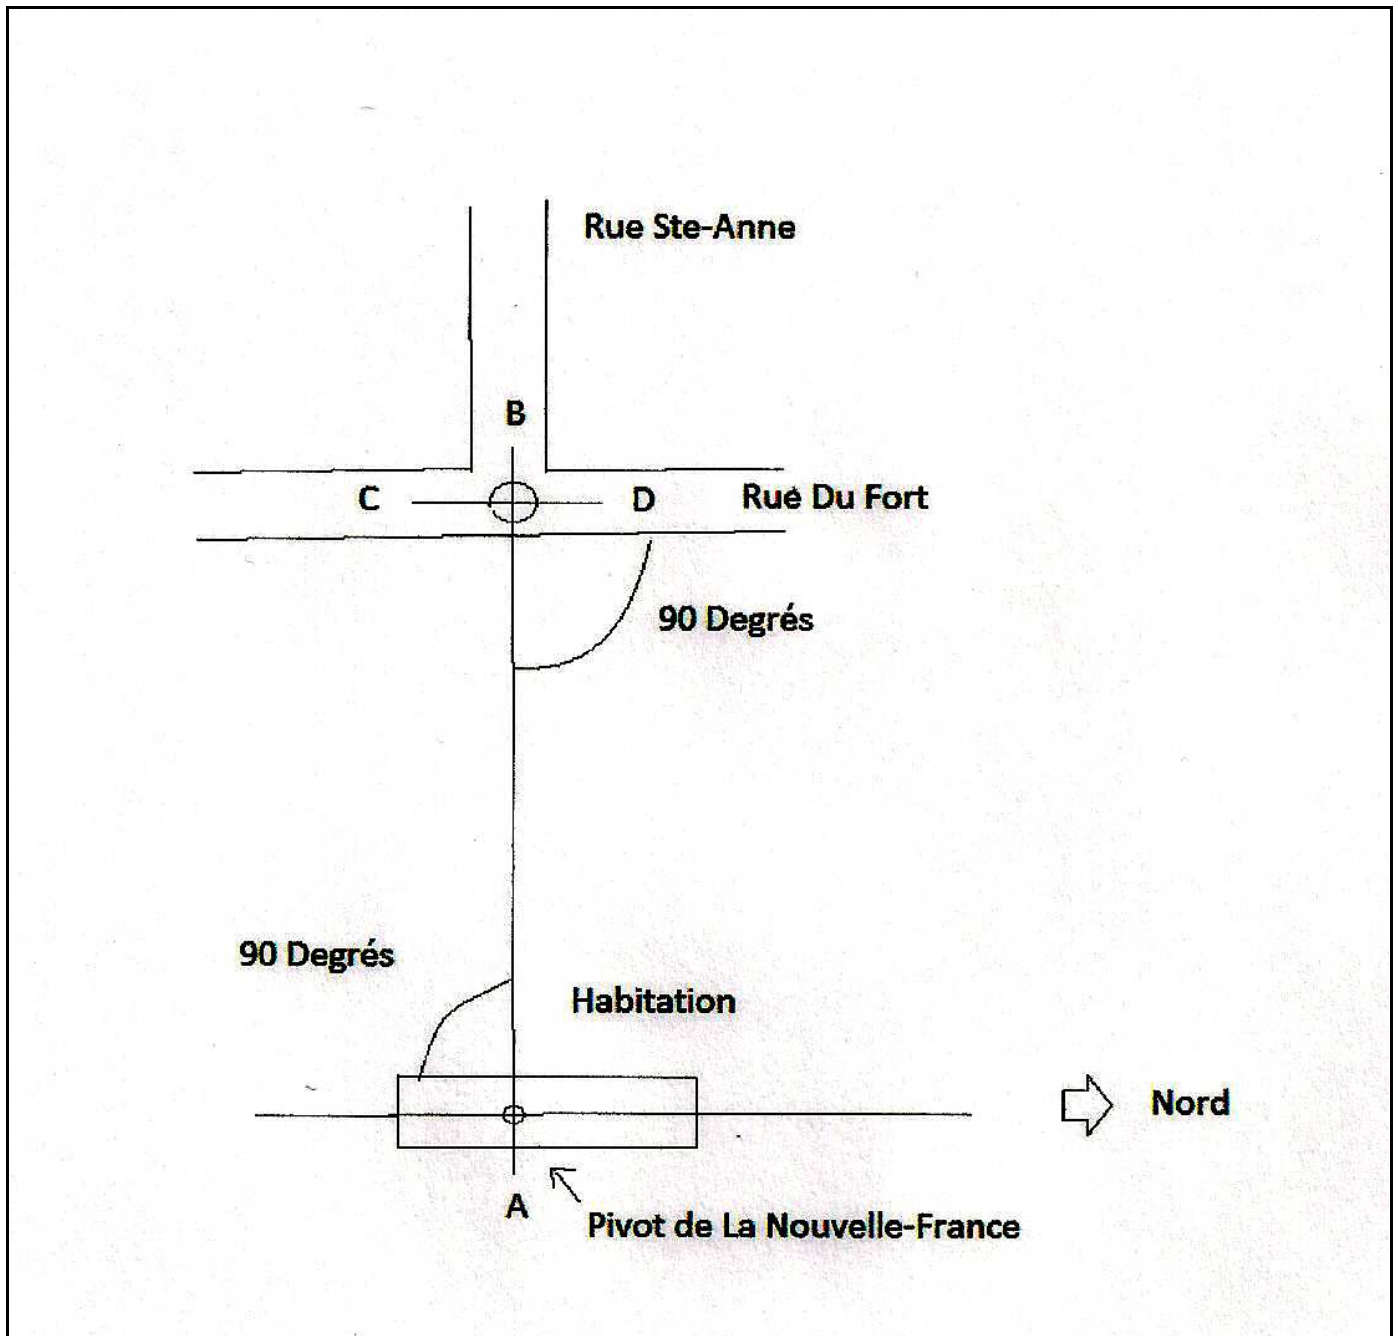 Rue Ste-Anne
B
C
D
Rue Du Fort
90 Degrés
90 Degrés
Habitation
Nord
A
Pivot de La Nouvelle-France